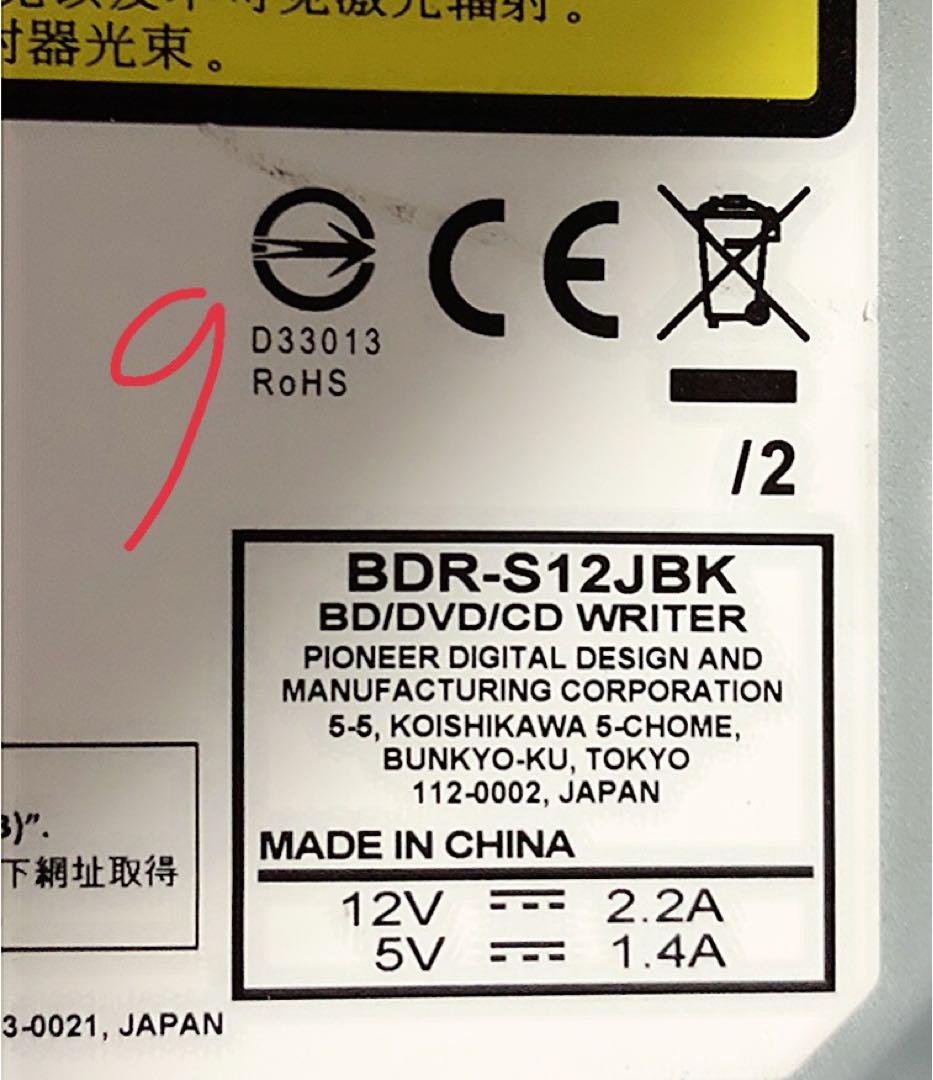 射器光束。
CE
D33013
RoHS
9
/2
BDR-S12JBK
BD/DVD/CD WRITER
PIONEER DIGITAL DESIGN AND
MANUFACTURING CORPORATION
5-5, KOISHIKAWA 5-CHOME,
BUNKYO-KU, TOKYO
112-0002, JAPAN
MADE IN CHINA
12V ⎓ 2.2A
5V ⎓ 1.4A
)”.
下網址取得
3-0021, JAPAN